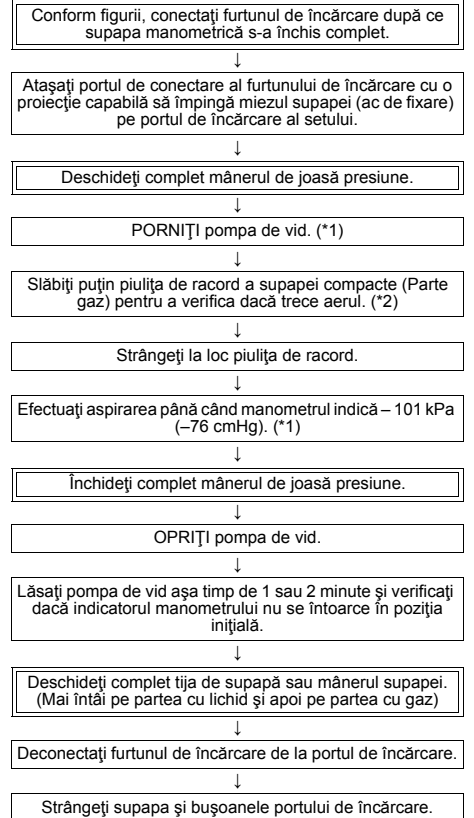 Conform figurii, conectaţi furtunul de încărcare după ce
supapa manometrică s-a închis complet.
↓
Ataşaţi portul de conectare al furtunului de încărcare cu o
proiecţie capabilă să împingă miezul supapei (ac de fixare)
pe portul de încărcare al setului.
↓
Deschideţi complet mânerul de joasă presiune.
↓
PORNIŢI pompa de vid. (*1)
↓
Slăbiţi puţin piuliţa de racord a supapei compacte (Parte
gaz) pentru a verifica dacă trece aerul. (*2)
↓
Strângeţi la loc piuliţa de racord.
↓
Efectuaţi aspirarea până când manometrul indică – 101 kPa
(–76 cmHg). (*1)
↓
Închideţi complet mânerul de joasă presiune.
↓
OPRIŢI pompa de vid.
↓
Lăsaţi pompa de vid aşa timp de 1 sau 2 minute şi verificaţi
dacă indicatorul manometrului nu se întoarce în poziţia
iniţială.
↓
Deschideţi complet tija de supapă sau mânerul supapei.
(Mai întâi pe partea cu lichid şi apoi pe partea cu gaz)
↓
Deconectaţi furtunul de încărcare de la portul de încărcare.
↓
Strângeţi supapa şi buşoanele portului de încărcare.